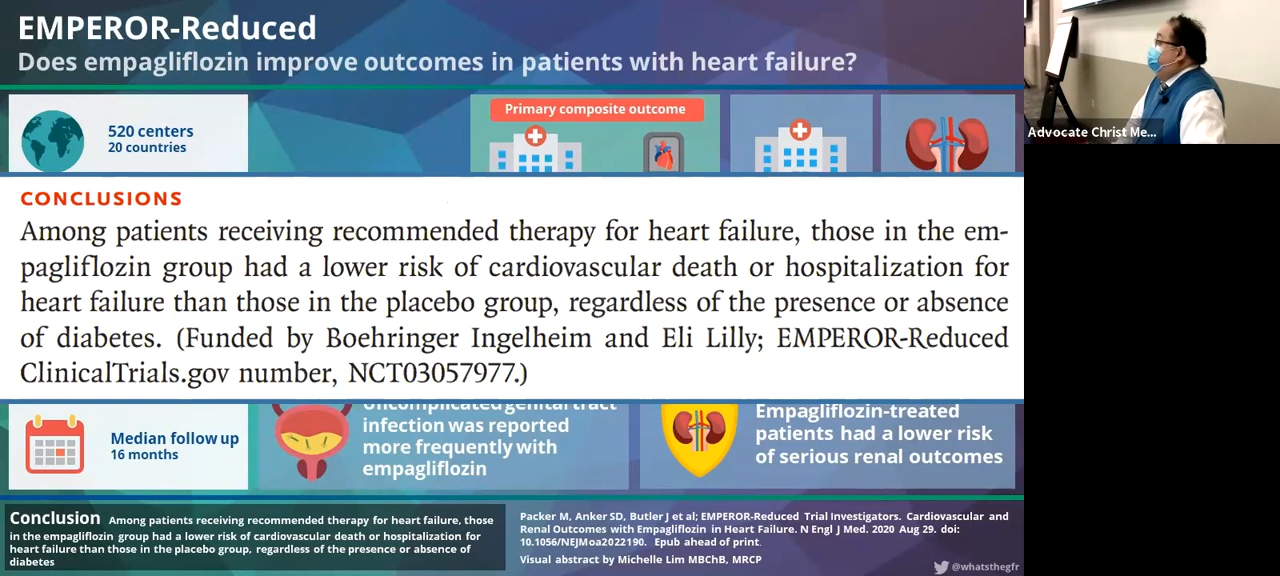 EMPEROR-Reduced
Does empagliflozin improve outcomes in patients with heart failure?
520 centers
20 countries
Primary composite outcome
Advocate Christ Me...
CONCLUSIONS
Among patients receiving recommended therapy for heart failure, those in the em-
pagliflozin group had a lower risk of cardiovascular death or hospitalization for
heart failure than those in the placebo group, regardless of the presence or absence
of diabetes. (Funded by Boehringer Ingelheim and Eli Lilly; EMPEROR-Reduced
ClinicalTrials.gov number, NCT03057977.)
Median follow up
16 months
Uncomplicated genital tract
infection was reported
more frequently with
empagliflozin
Empagliflozin-treated
patients had a lower risk
of serious renal outcomes
Conclusion Among patients receiving recommended therapy for heart failure, those
in the empagliflozin group had a lower risk of cardiovascular death or hospitalization for
heart failure than those in the placebo group, regardless of the presence or absence of
diabetes
Packer M, Anker SD, Butler J et al; EMPEROR-Reduced Trial Investigators. Cardiovascular and
Renal Outcomes with Empagliflozin in Heart Failure. N Engl J Med. 2020 Aug 29. doi:
10.1056/NEJMoa2022190. Epub ahead of print.
Visual abstract by Michelle Lim MBChB, MRCP
@whatsthegfr